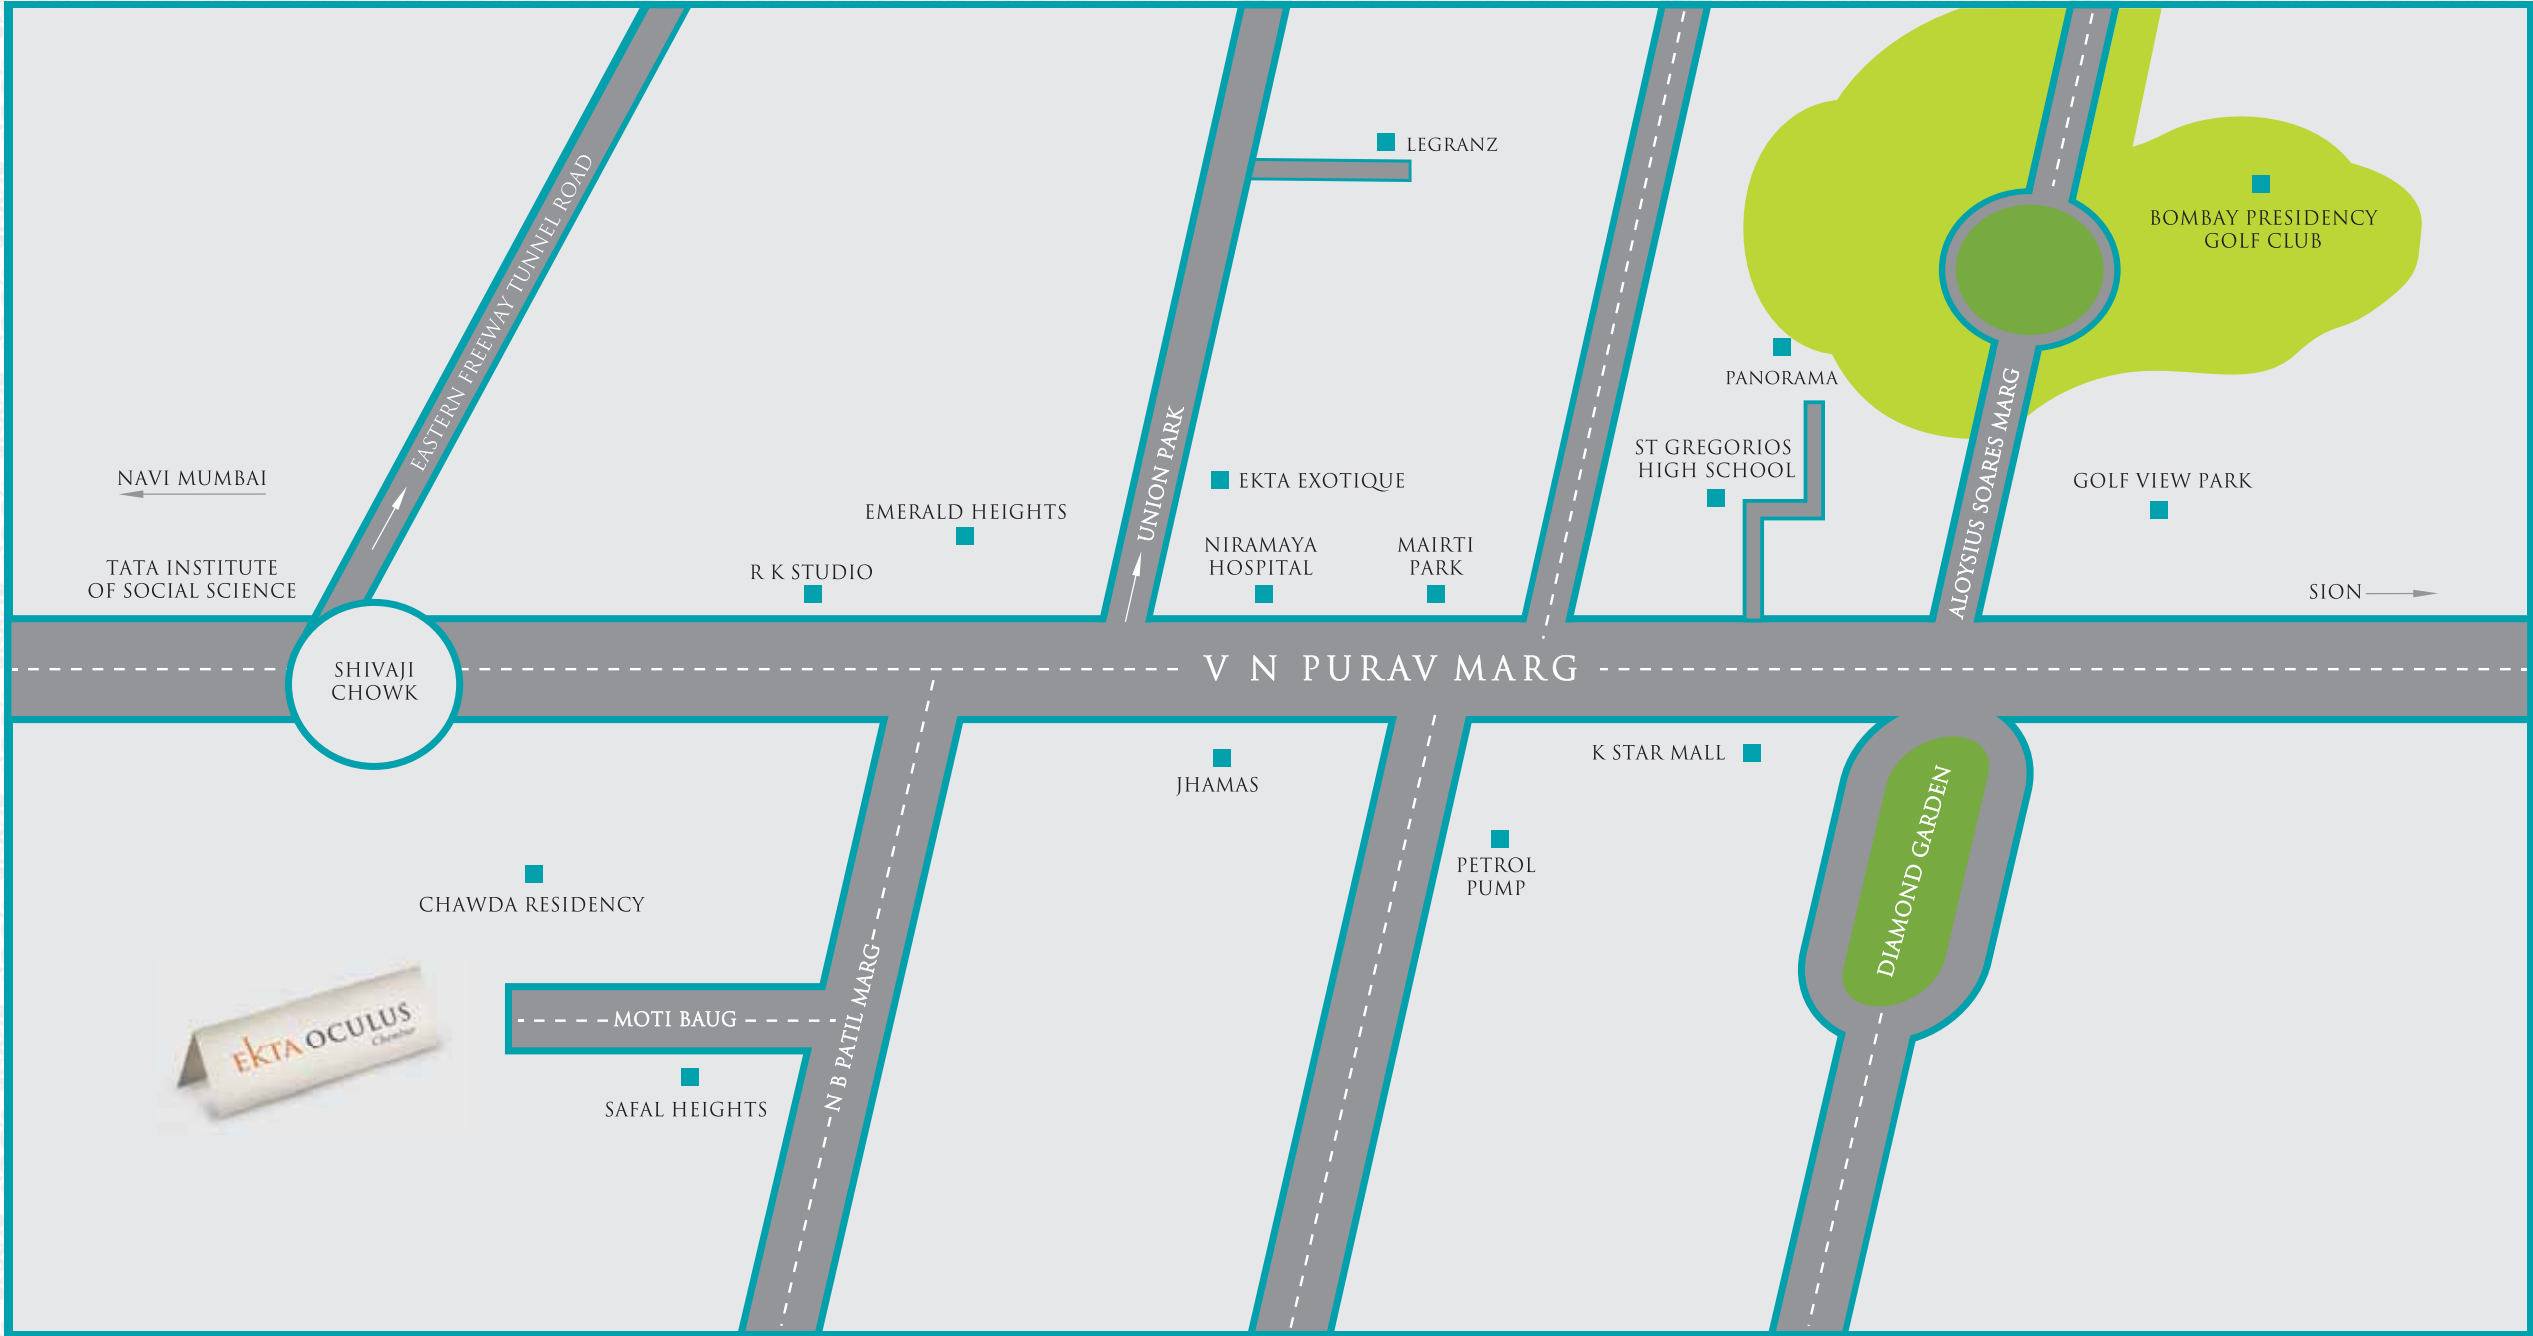 LEGRANZ
BOMBAY PRESIDENCY
GOLF CLUB
EASTERN FREEWAY TUNNEL ROAD
PANORAMA
UNION PARK
ALOYSIUS SOARES MARG
ST GREGORIOS
HIGH SCHOOL
NAVI MUMBAI
EKTA EXOTIQUE
GOLF VIEW PARK
EMERALD HEIGHTS
NIRAMAYA
HOSPITAL
MAIRTI
PARK
TATA INSTITUTE
OF SOCIAL SCIENCE
R K STUDIO
SION
SHIVAJI
CHOWK
V N PURAV MARG
JHAMAS
K STAR MALL
PETROL
PUMP
DIAMOND GARDEN
CHAWDA RESIDENCY
N B PATIL MARG
MOTI BAUG
EKTA OCULUS
Chembur
SAFAL HEIGHTS